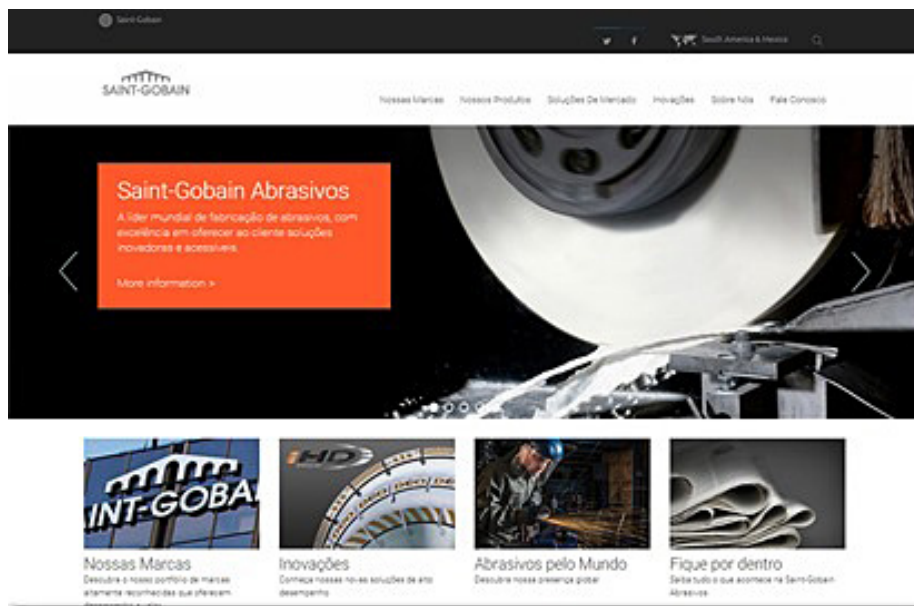 Saint-Gobain
South America & Mexico
SAINT-GOBAIN
Nossas Marcas Nossos Produtos Soluções De Mercado Inovações Sobre Nós Fale Conosco
Saint-Gobain Abrasivos
A líder mundial de fabricação de abrasivos, com
excelência em oferecer ao cliente soluções
inovadoras e acessíveis.
More information >
iHD
INT-GOBA
Nossas Marcas
Descubra o nosso portfólio de marcas
altamente reconhecidas que oferecem
Inovações
Conheça nossas novas soluções de alto
desempenho
Abrasivos pelo Mundo
Descubra nossa presença global
Fique por dentro
Saiba tudo o que acontece na Saint-Gobain
Abrasivos